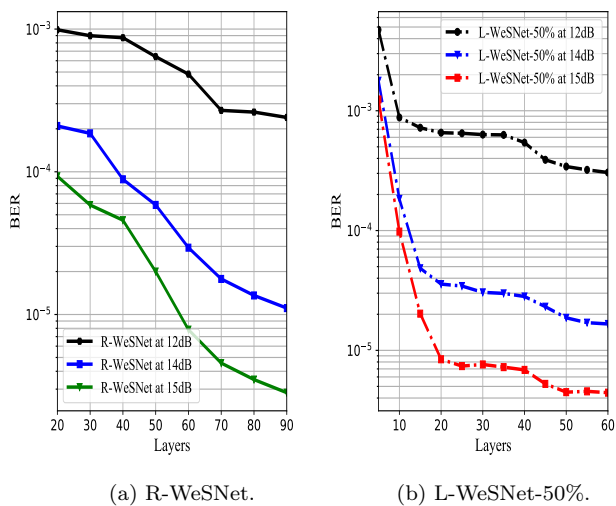 10⁻³
10⁻⁴
10⁻⁵
BER
R-WeSNet at 12dB
R-WeSNet at 14dB
R-WeSNet at 15dB
20 30 40 50 60 70 80 90
Layers
(a) R-WeSNet.
L-WeSNet-50% at 12dB
L-WeSNet-50% at 14dB
L-WeSNet-50% at 15dB
10⁻³
10⁻⁴
10⁻⁵
BER
10 20 30 40 50 60
Layers
(b) L-WeSNet-50%.